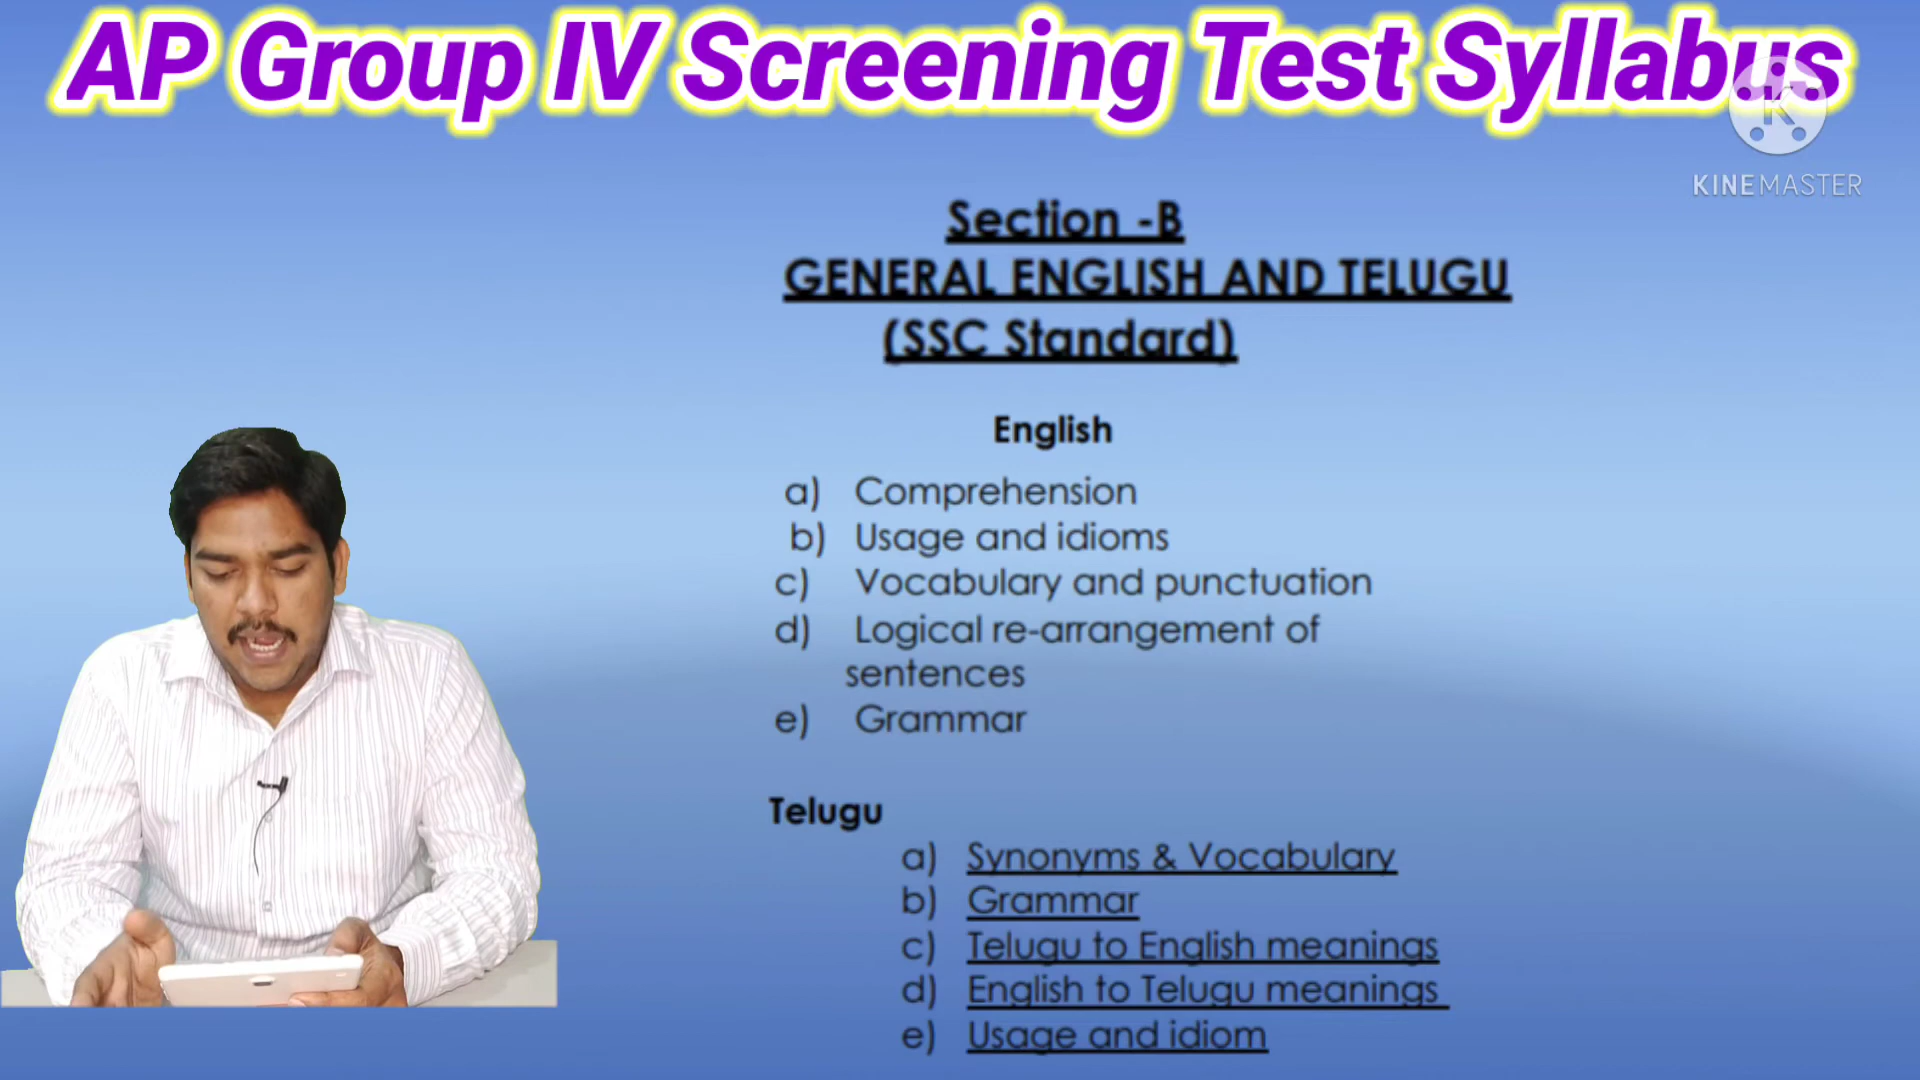 AP Group IV Screening Test Syllabus
K
KINEMASTER
Section -B
GENERAL ENGLISH AND TELUGU
(SSC Standard)
English
a) Comprehension
b) Usage and idioms
c) Vocabulary and punctuation
d) Logical re-arrangement of
sentences
e) Grammar
Telugu
a) Synonyms & Vocabulary
b) Grammar
c) Telugu to English meanings
d) English to Telugu meanings
e) Usage and idiom